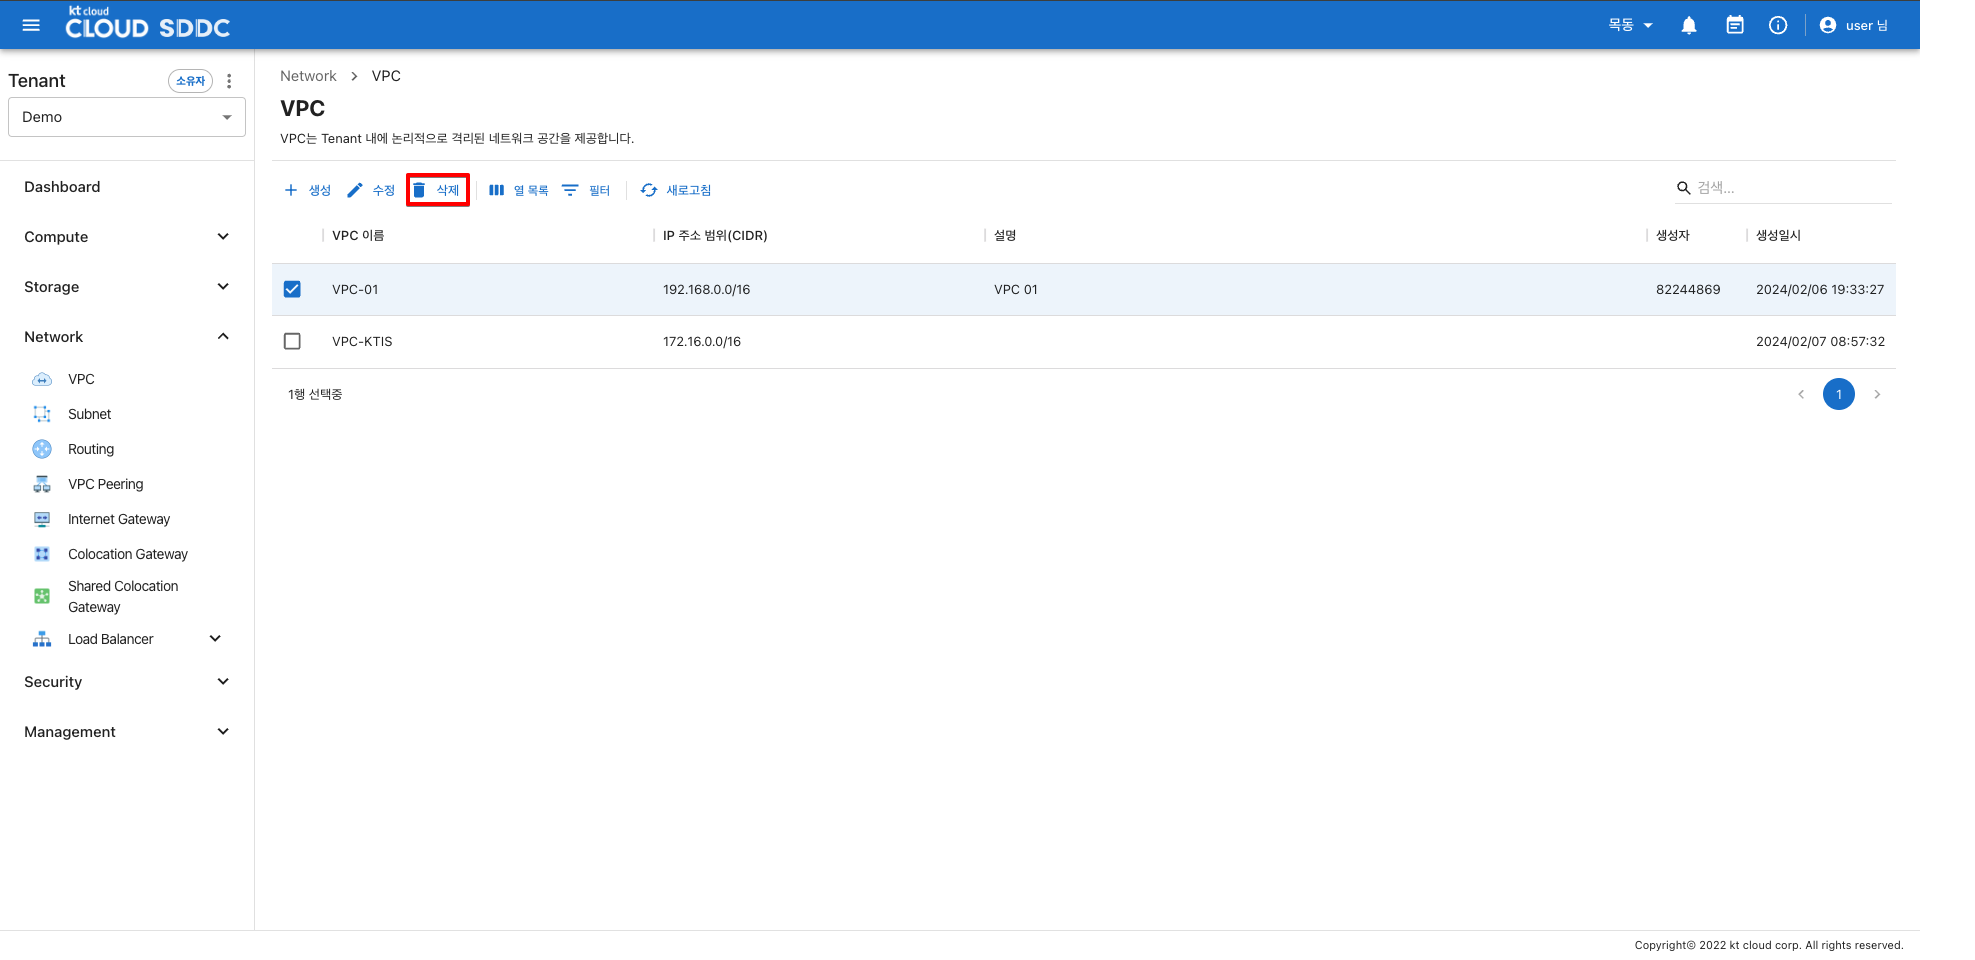 kt cloud
CLOUD SDDC
목동
user 님
Tenant
소유자
Demo
Dashboard
Compute
Storage
Network
VPC
Subnet
Routing
VPC Peering
Internet Gateway
Colocation Gateway
Shared Colocation
Gateway
Load Balancer
Security
Management
Network > VPC
VPC
VPC는 Tenant 내에 논리적으로 격리된 네트워크 공간을 제공합니다.
생성 수정 삭제 열 목록 필터 새로고침
검색...
VPC 이름 IP 주소 범위(CIDR) 설명 생성자 생성일시
VPC-01 192.168.0.0/16 VPC 01 82244869 2024/02/06 19:33:27
VPC-KTIS 172.16.0.0/16 2024/02/07 08:57:32
1행 선택중
1
Copyright© 2022 kt cloud corp. All rights reserved.